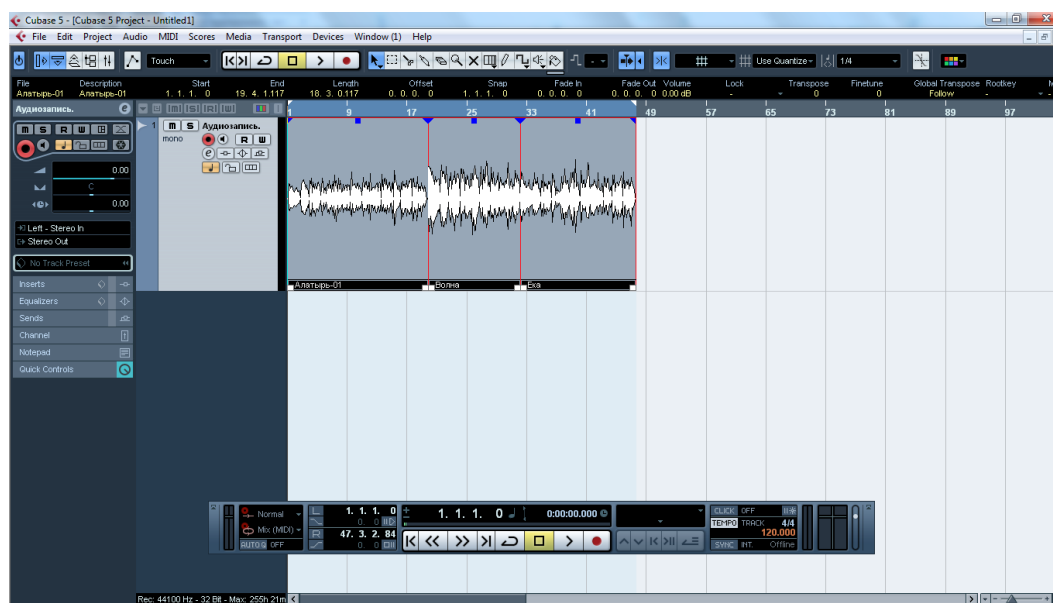 Cubase 5 - [Cubase 5 Project - Untitled1]
File Edit Project Audio MIDI Scores Media Transport Devices Window (1) Help
Touch Use Quantize 1/4
File Description Start End Length Offset Snap Fade In Fade Out Volume Lock Transpose Finetune Global Transpose Rootkey
Алатырь-01 Алатырь-01 1. 1. 1. 0 19. 4. 1.117 18. 3. 0.117 0. 0. 0. 0 1. 1. 1. 0 0. 0. 0. 0 0. 0. 0. 0 0.00 dB - 0 0 Follow -
Аудиозапись. e m S R W
1 9 17 25 33 41 49 57 65 73 81 89 97
m S R W
1 m S Аудиозапись.
mono R W
e
0.00
C
0.00
Left - Stereo In
Stereo Out
No Track Preset
Inserts
Equalizers
Sends
Channel
Notepad
Quick Controls
Алатырь-01 Волна Ека
Normal L 1. 1. 1. 0 1. 1. 1. 0 0:00:00.000 CLICK OFF
0. 0 TEMPO TRACK 4/4
Mix (MIDI) R 47. 3. 2. 84 120.000
AUTO Q OFF 0. 0 SYNC INT. Offline
Rec: 44100 Hz - 32 Bit - Max: 255h 21m